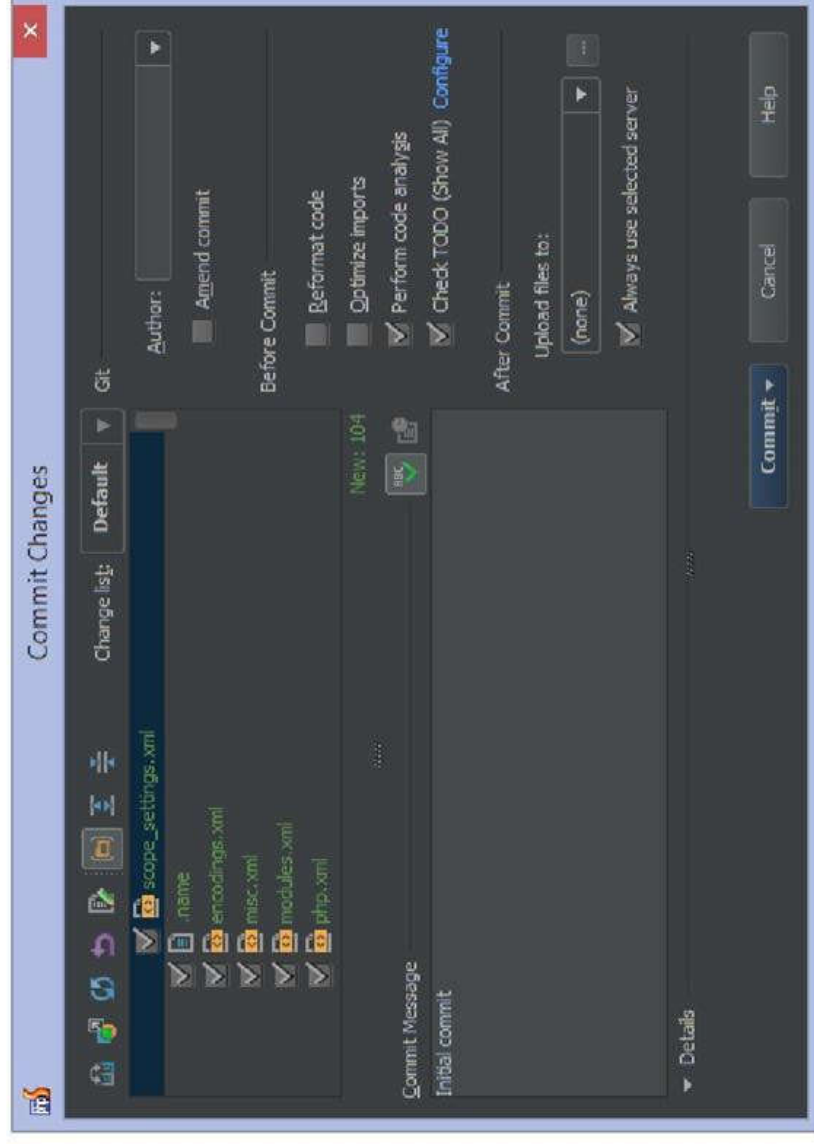 Commit Changes
Change list: Default
scope_settings.xml
.name
encodings.xml
misc.xml
modules.xml
php.xml
New: 104
Commit Message
Initial commit
Details
Git
Author:
Amend commit
Before Commit
Reformat code
Optimize imports
Perform code analysis
Check TODO (Show All) Configure
After Commit
Upload files to:
(none)
...
Always use selected server
Commit
Cancel
Help